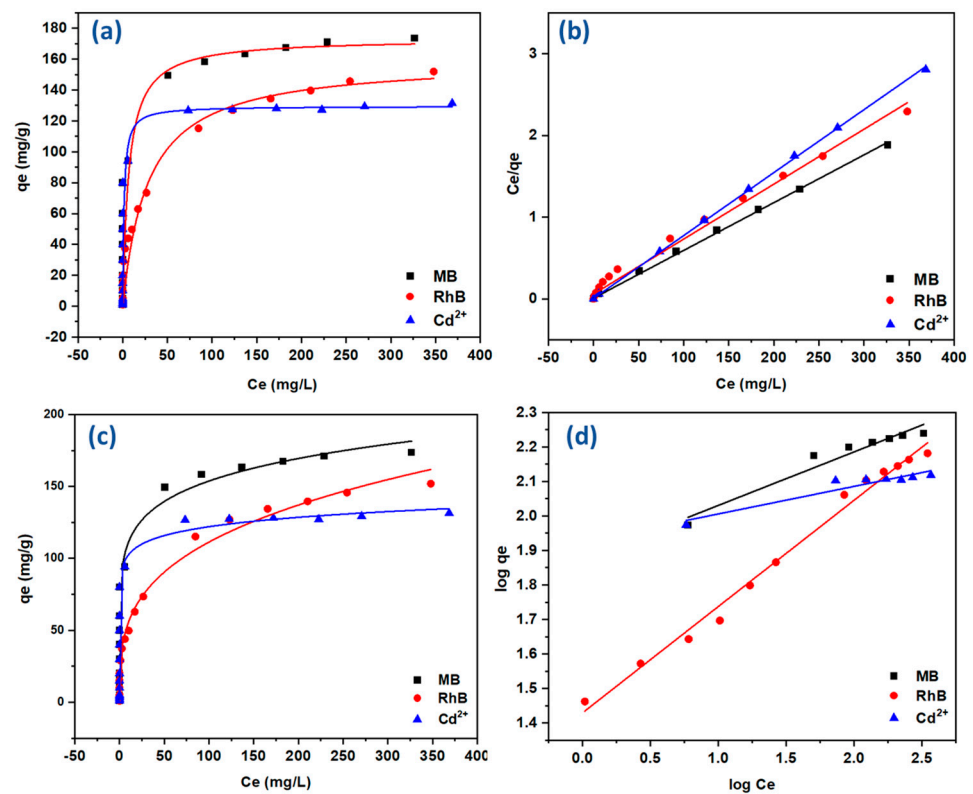 (a)
qe (mg/g)
180
160
140
120
100
80
60
40
20
0
-20
-50 0 50 100 150 200 250 300 350 400
Ce (mg/L)
MB
RhB
Cd²⁺
(b)
Ce/qe
3
2
1
0
-50 0 50 100 150 200 250 300 350 400
Ce (mg/L)
MB
RhB
Cd²⁺
(c)
qe (mg/g)
200
150
100
50
0
-50 0 50 100 150 200 250 300 350 400
Ce (mg/L)
MB
RhB
Cd²⁺
(d)
log qe
2.3
2.2
2.1
2.0
1.9
1.8
1.7
1.6
1.5
1.4
0.0 0.5 1.0 1.5 2.0 2.5
log Ce
MB
RhB
Cd²⁺